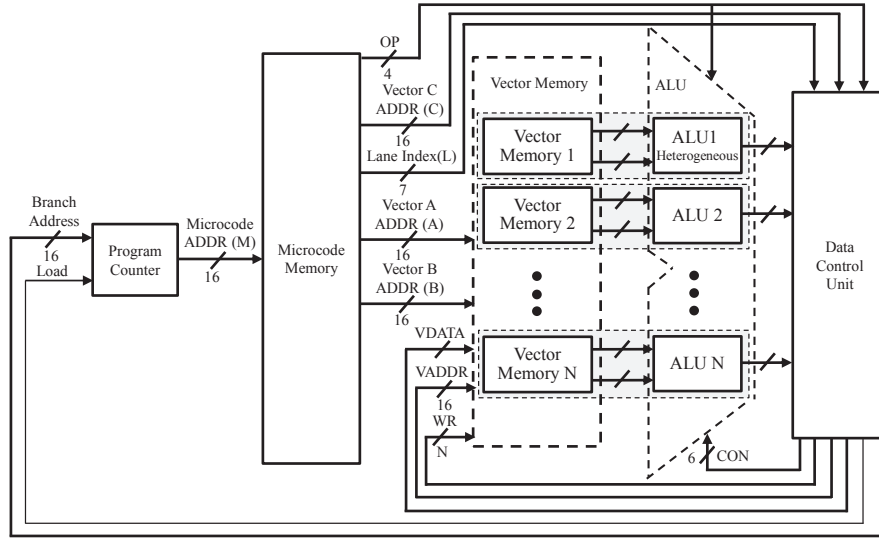 OP
4
Vector C
ADDR (C)
16
Lane Index(L)
7
Vector A
ADDR (A)
16
Vector B
ADDR (B)
16
Branch
Address
16
Load
Program
Counter
Microcode
ADDR (M)
16
Microcode
Memory
VDATA
VADDR
16
WR
N
Vector Memory
Vector
Memory 1
Vector
Memory 2
Vector
Memory N
ALU
ALU1
Heterogeneous
ALU 2
ALU N
6
CON
Data
Control
Unit